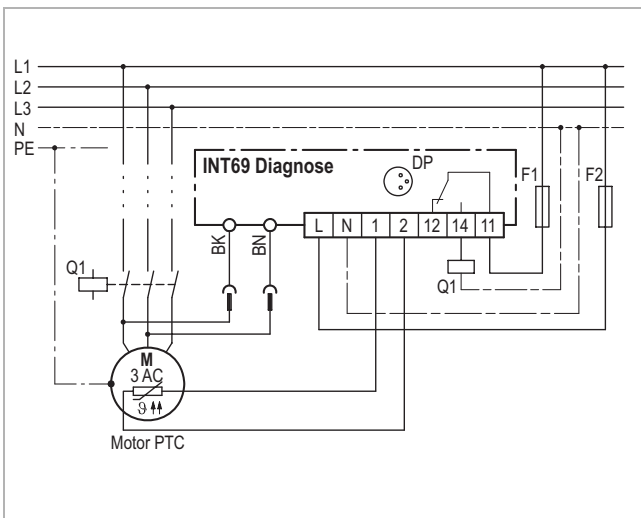 L1
L2
L3
N
PE
INT69 Diagnose
DP
F1
F2
L N 1 2 12 14 11
BK
BN
Q1
Q1
M
3 AC
ϑ
Motor PTC